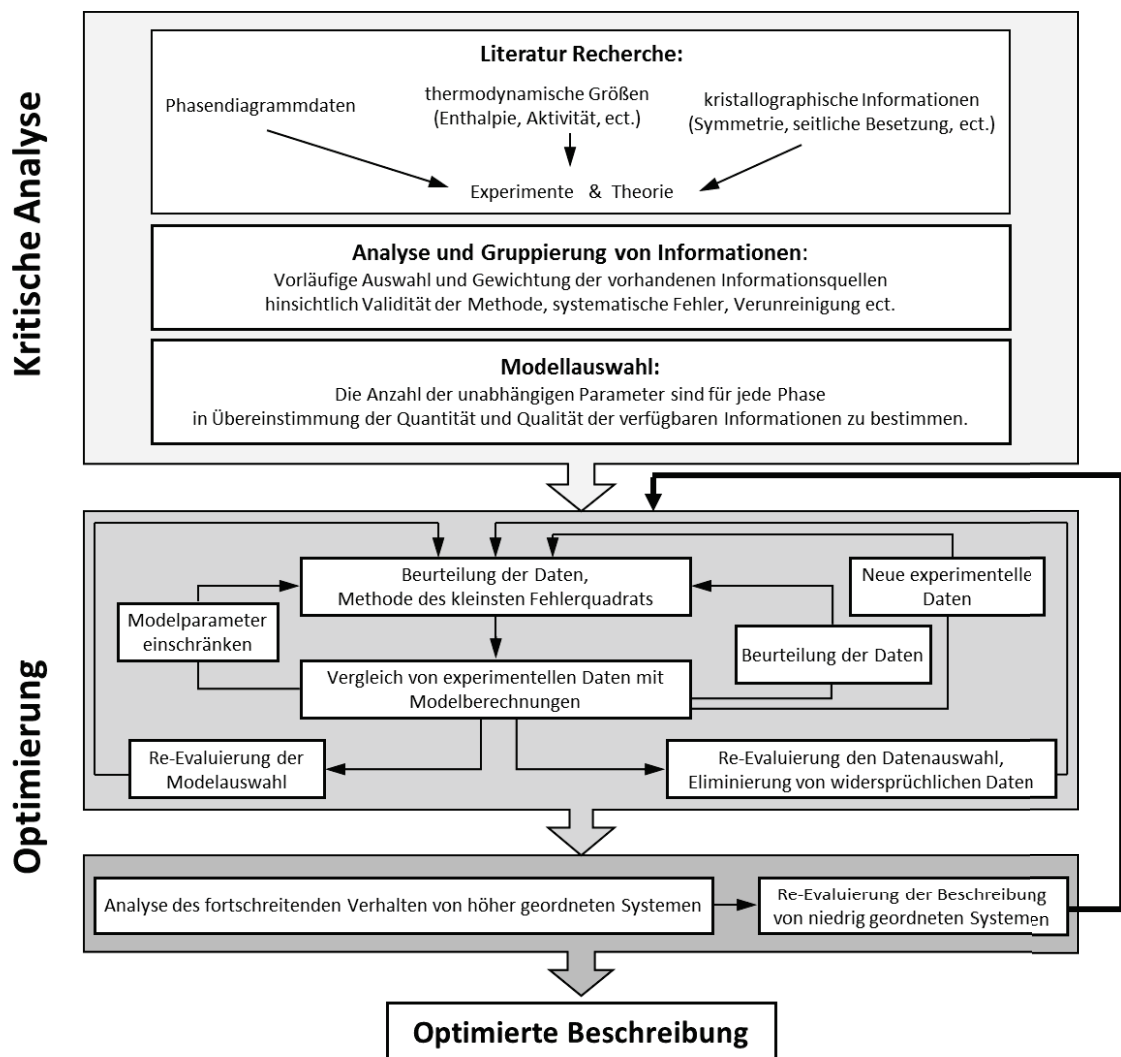 Kritische Analyse
Literatur Recherche:
Phasendiagrammdaten
thermodynamische Größen
(Enthalpie, Aktivität, ect.)
kristallographische Informationen
(Symmetrie, seitliche Besetzung, ect.)
Experimente & Theorie
Analyse und Gruppierung von Informationen:
Vorläufige Auswahl und Gewichtung der vorhandenen Informationsquellen
hinsichtlich Validität der Methode, systematische Fehler, Verunreinigung ect.
Modellauswahl:
Die Anzahl der unabhängigen Parameter sind für jede Phase
in Übereinstimmung der Quantität und Qualität der verfügbaren Informationen zu bestimmen.
Optimierung
Beurteilung der Daten,
Methode des kleinsten Fehlerquadrats
Neue experimentelle
Daten
Modelparameter
einschränken
Beurteilung der Daten
Vergleich von experimentellen Daten mit
Modelberechnungen
Re-Evaluierung der
Modelauswahl
Re-Evaluierung den Datenauswahl,
Eliminierung von widersprüchlichen Daten
Analyse des fortschreitenden Verhalten von höher geordneten Systemen
Re-Evaluierung der Beschreibung
von niedrig geordneten Systemen
Optimierte Beschreibung